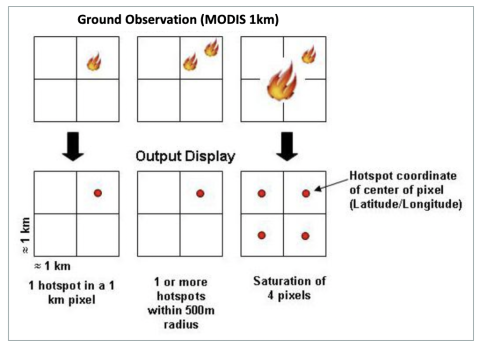 Ground Observation (MODIS 1km)
Output Display
Hotspot coordinate
of center of pixel
(Latitude/Longitude)
≈ 1 km
≈ 1 km
1 hotspot in a 1
km pixel
1 or more
hotspots
within 500m
radius
Saturation of
4 pixels